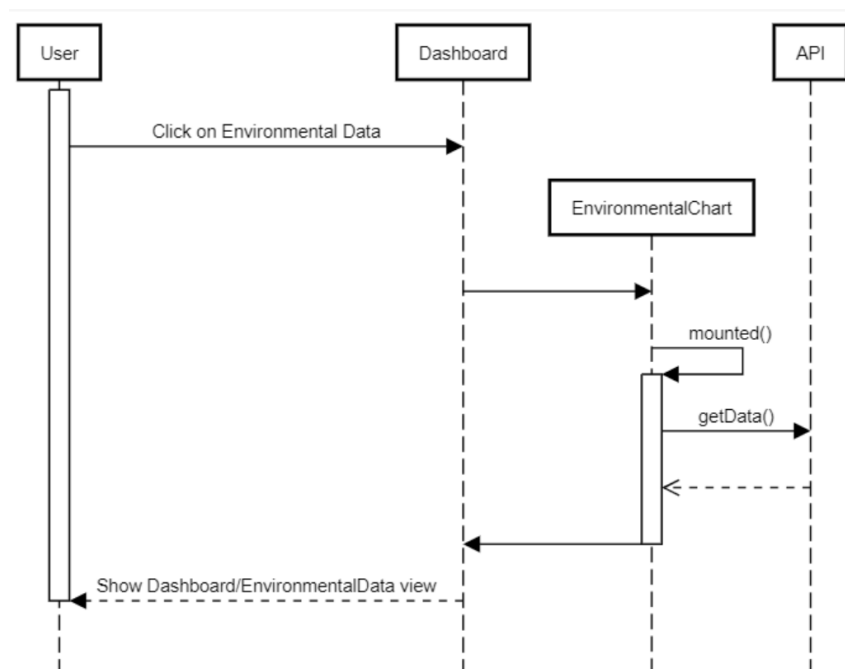 User
Dashboard
API
Click on Environmental Data
EnvironmentalChart
mounted()
getData()
Show Dashboard/EnvironmentalData view